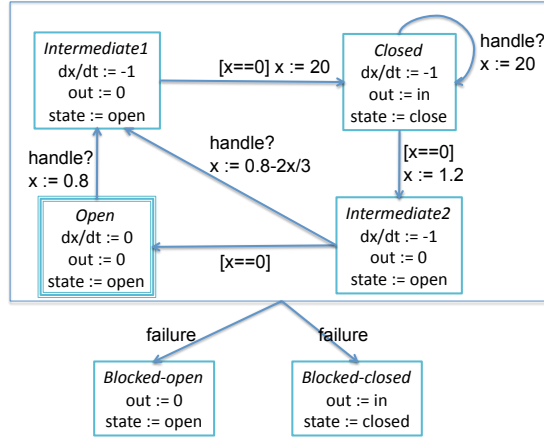 Intermediate1
dx/dt := -1
out := 0
state := open
[x==0] x := 20
Closed
dx/dt := -1
out := in
state := close
handle?
x := 20
handle?
x := 0.8
handle?
x := 0.8-2x/3
[x==0]
x := 1.2
Open
dx/dt := 0
out := 0
state := open
[x==0]
Intermediate2
dx/dt := -1
out := 0
state := open
failure
failure
Blocked-open
out := 0
state := open
Blocked-closed
out := in
state := closed